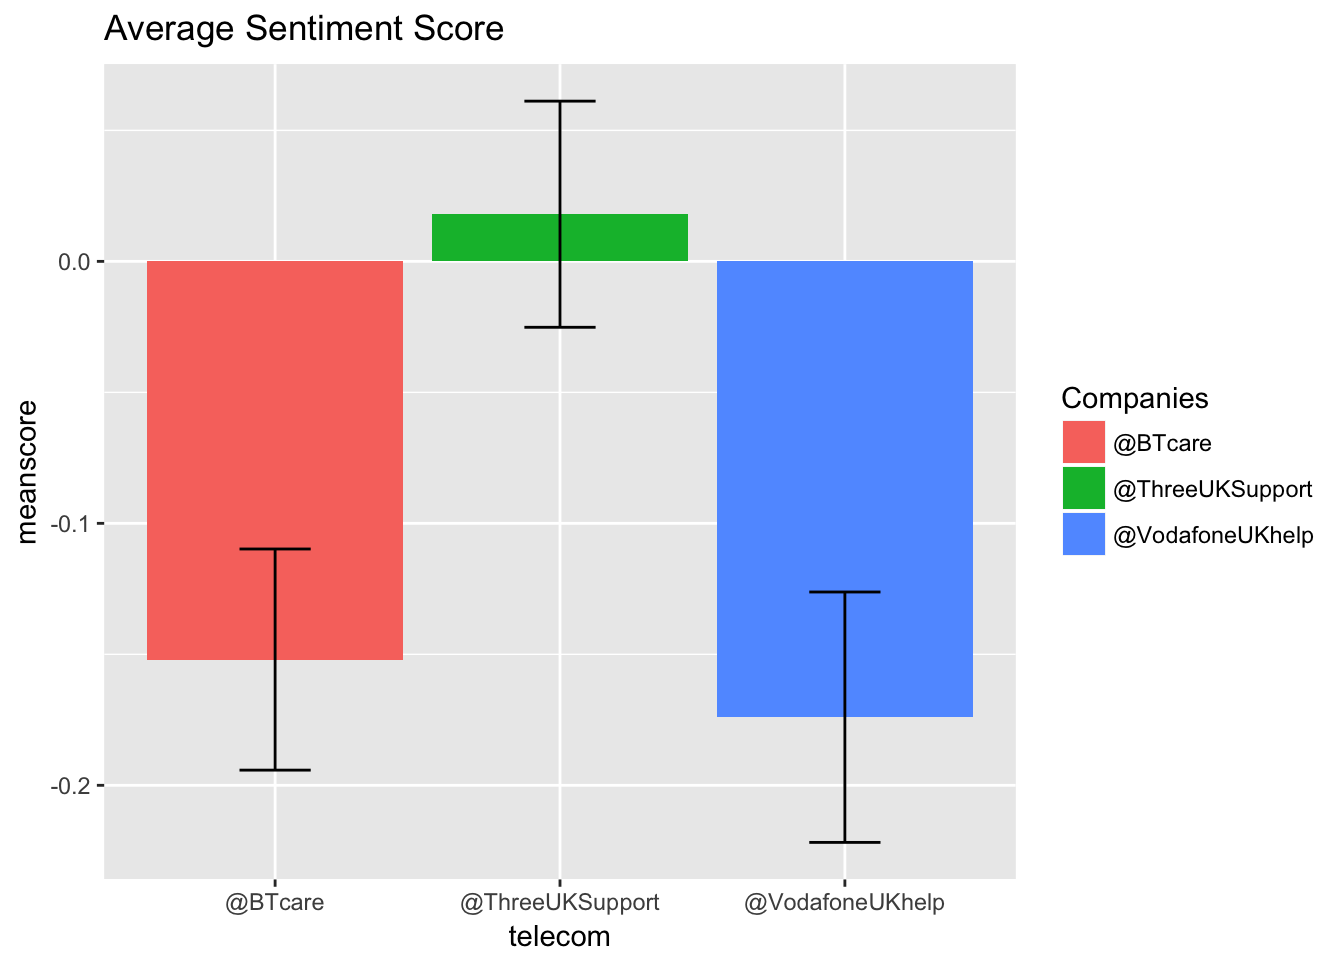 Average Sentiment Score
meanscore
0.0
-0.1
-0.2
@BTcare
@ThreeUKSupport
@VodafoneUKhelp
telecom
Companies
@BTcare
@ThreeUKSupport
@VodafoneUKhelp